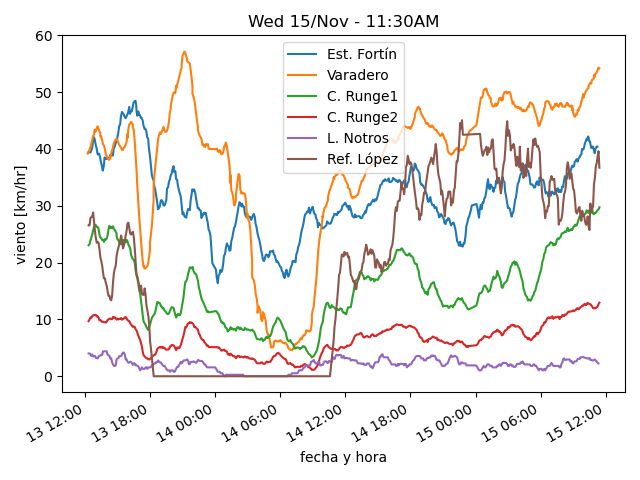 Wed 15/Nov - 11:30AM
Est. Fortín
Varadero
C. Runge1
C. Runge2
L. Notros
Ref. López
viento [km/hr]
60
50
40
30
20
10
0
13 12:00
13 18:00
14 00:00
14 06:00
14 12:00
14 18:00
15 00:00
15 06:00
15 12:00
fecha y hora